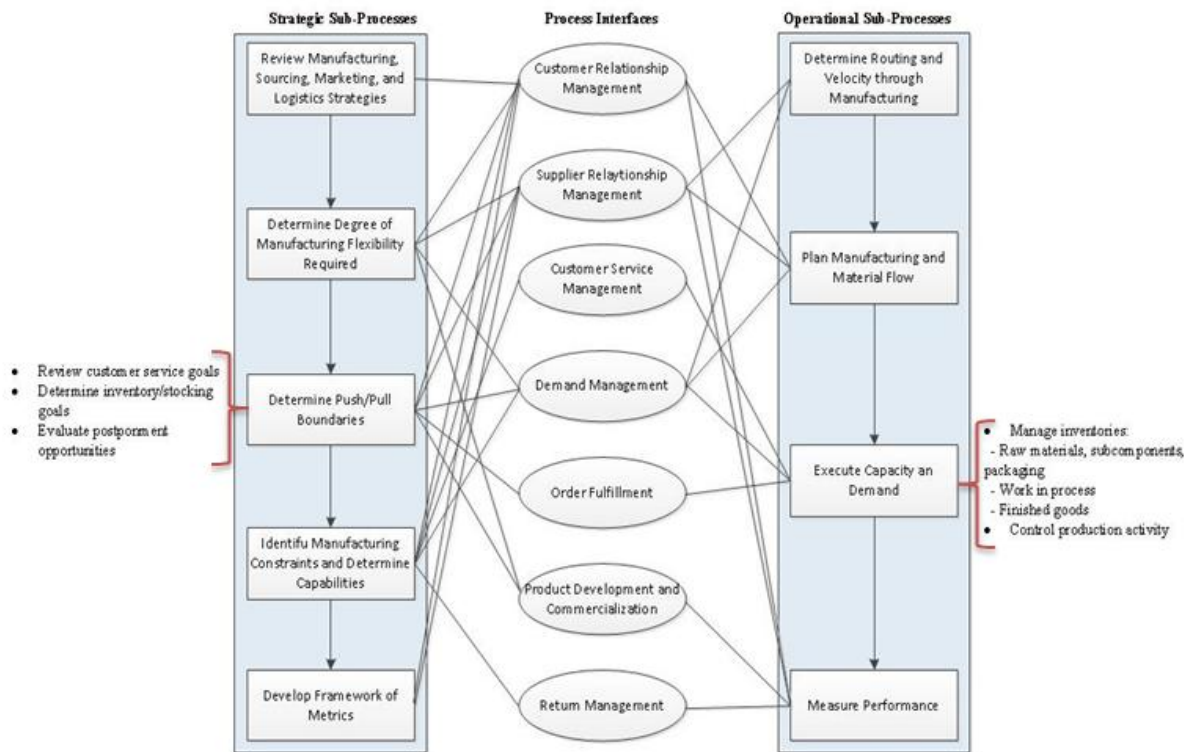 Strategic Sub-Processes
Process Interfaces
Operational Sub-Processes
Review Manufacturing,
Sourcing, Marketing, and
Logistics Strategies
Determine Degree of
Manufacturing Flexibility
Required
Determine Push/Pull
Boundaries
Identifu Manufacturing
Constraints and Determine
Capabilities
Develop Framework of
Metrics
• Review customer service goals
• Determine inventory/stocking
goals
• Evaluate postponment
opportunities
Customer Relationship
Management
Supplier Relaytionship
Management
Customer Service
Management
Demand Management
Order Fulfillment
Product Development and
Commercialization
Return Management
Determine Routing and
Velocity through
Manufacturing
Plan Manufacturing and
Material Flow
Execute Capacity an
Demand
Measure Performance
• Manage inventories:
- Raw materials, subcomponents,
packaging
- Work in process
- Finished goods
• Control production activity